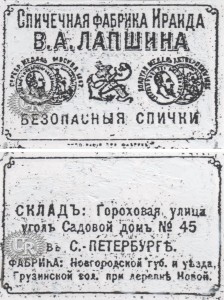 СПИЧЕЧНАЯ ФАБРИКА ИРАИДА
В.А.ЛАПШИНА
БЕЗОПАСНЫЯ СПИЧКИ
СКЛАДЪ: Гороховая, улица
уголъ Садовой домъ № 45
въ С.-ПЕТЕРБУРГѢ.
ФАБРИКА: Новгородской губ. и уѣзда,
Грузинской вол. при деревнѣ Новой.